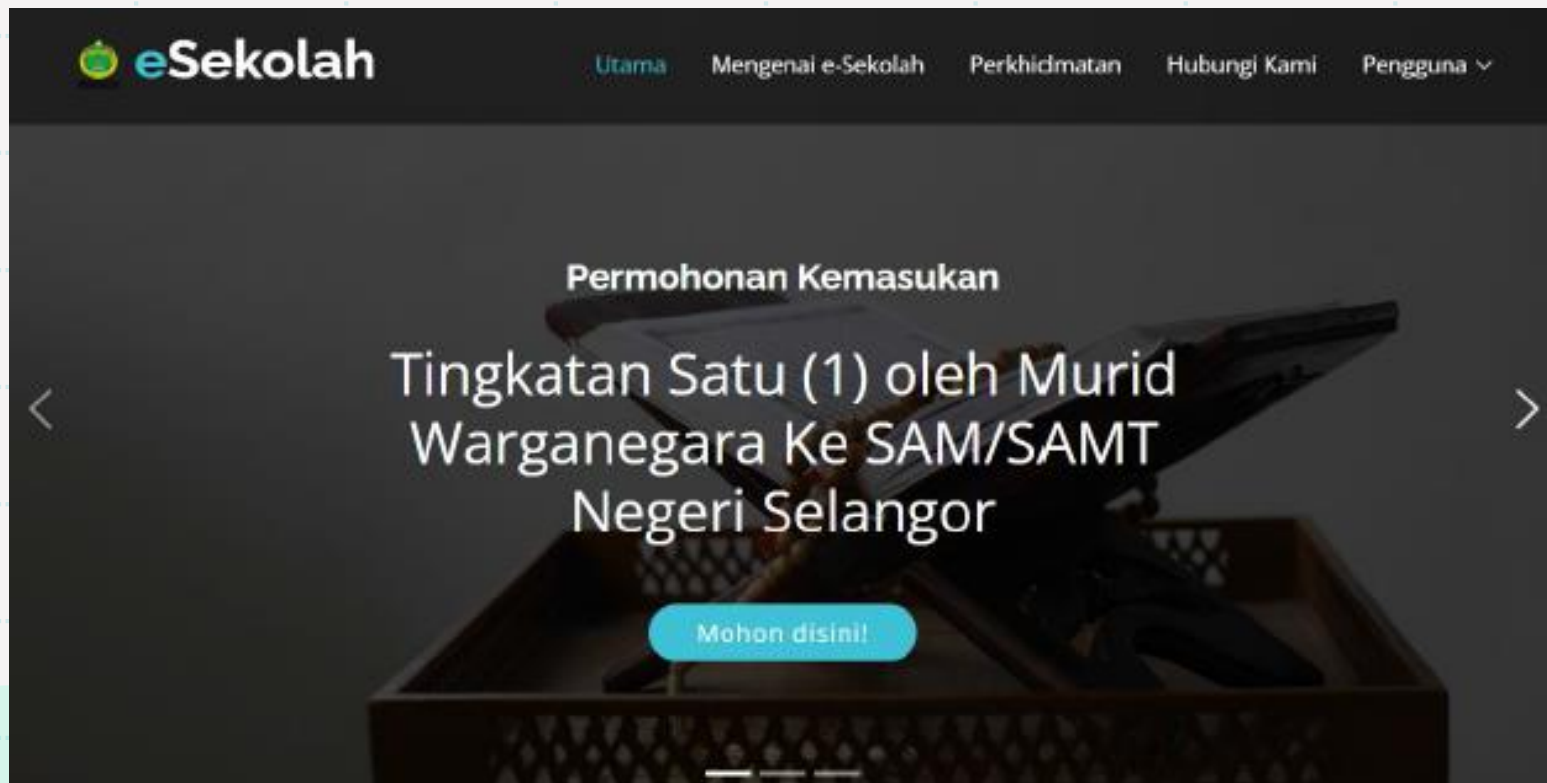 eSekolah
Utama Mengenai e-Sekolah Perkhidmatan Hubungi Kami Pengguna
Permohonan Kemasukan
Tingkatan Satu (1) oleh Murid
Warganegara Ke SAM/SAMT
Negeri Selangor
Mohon disini!